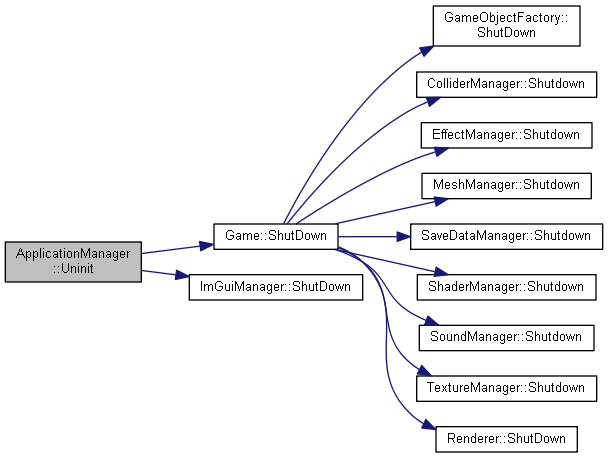 ApplicationManager
::Uninit
Game::ShutDown
ImGuiManager::ShutDown
GameObjectFactory::
ShutDown
ColliderManager::Shutdown
EffectManager::Shutdown
MeshManager::Shutdown
SaveDataManager::Shutdown
ShaderManager::Shutdown
SoundManager::Shutdown
TextureManager::Shutdown
Renderer::ShutDown